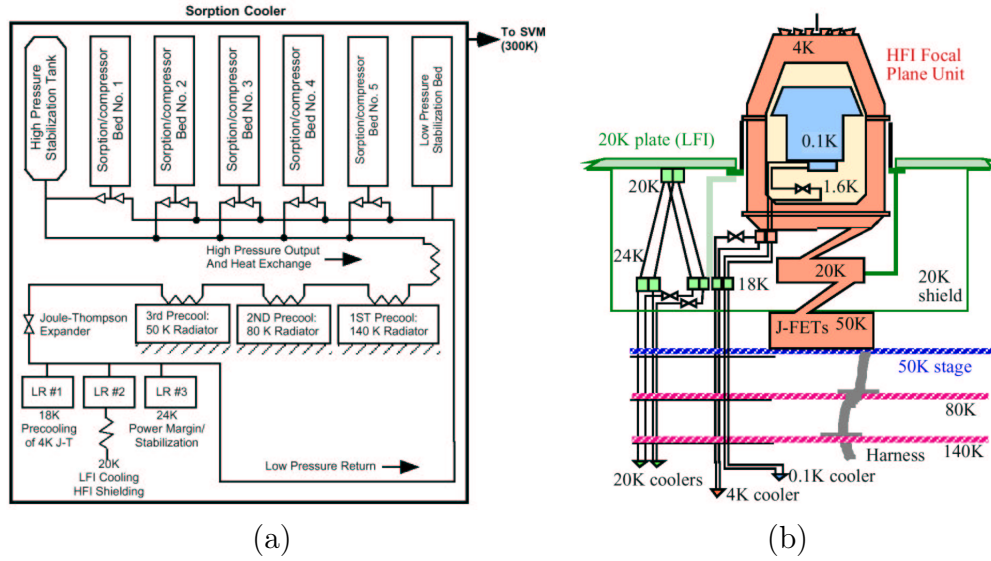 Sorption Cooler
To SVM
(300K)
High Pressure
Stabilization Tank
Sorption/compressor
Bed No. 1
Sorption/compressor
Bed No. 2
Sorption/compressor
Bed No. 3
Sorption/compressor
Bed No. 4
Sorption/compressor
Bed No. 5
Low Pressure
Stabilization Bed
High Pressure Output
And Heat Exchange
Joule-Thompson
Expander
3rd Precool:
50 K Radiator
2ND Precool:
80 K Radiator
1ST Precool:
140 K Radiator
LR #1
LR #2
LR #3
18K
Precooling
of 4K J-T
24K
Power Margin/
Stabilization
20K
LFI Cooling
HFI Shielding
Low Pressure Return
(a)
4K
HFI Focal
Plane Unit
20K plate (LFI)
0.1K
20K
1.6K
24K
18K
20K
20K
shield
J-FETs
50K
50K stage
80K
140K
Harness
20K coolers
0.1K cooler
4K cooler
(b)